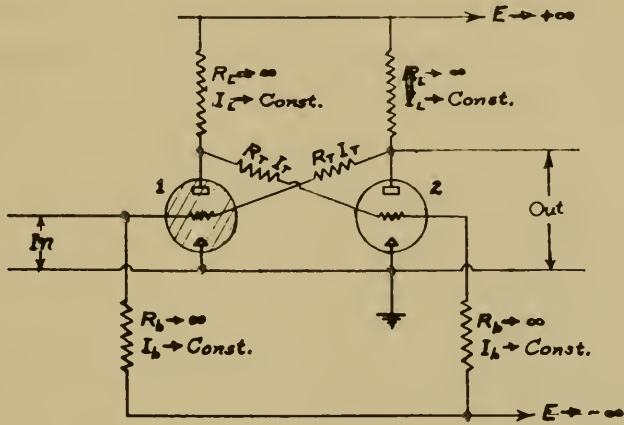 E → +∞
R_L → ∞
I_L → Const.
R_L → ∞
I_L → Const.
R_T I_T
R_T I_T
1
2
In
Out
R_b → ∞
I_b → Const.
R_b → ∞
I_b → Const.
E → -∞